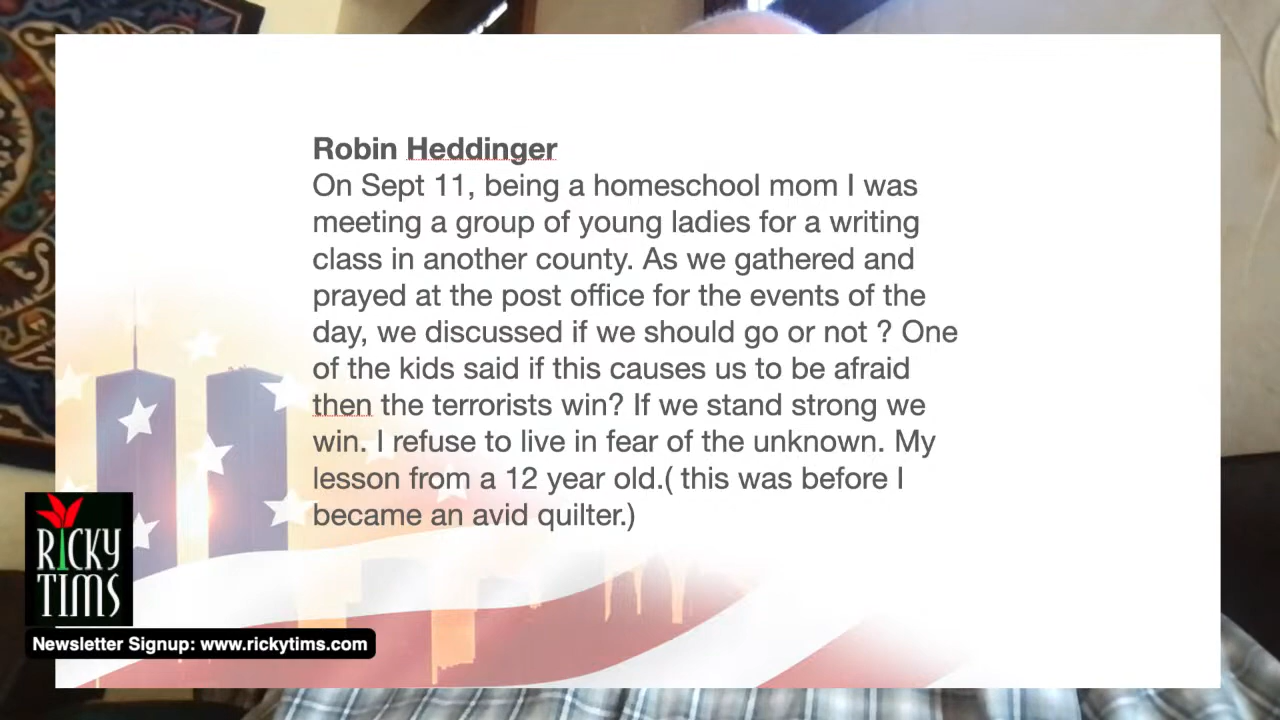 Robin Heddinger
On Sept 11, being a homeschool mom I was
meeting a group of young ladies for a writing
class in another county. As we gathered and
prayed at the post office for the events of the
day, we discussed if we should go or not ? One
of the kids said if this causes us to be afraid
then the terrorists win? If we stand strong we
win. I refuse to live in fear of the unknown. My
lesson from a 12 year old.( this was before I
became an avid quilter.)
RICKY
TIMS
Newsletter Signup: www.rickytims.com